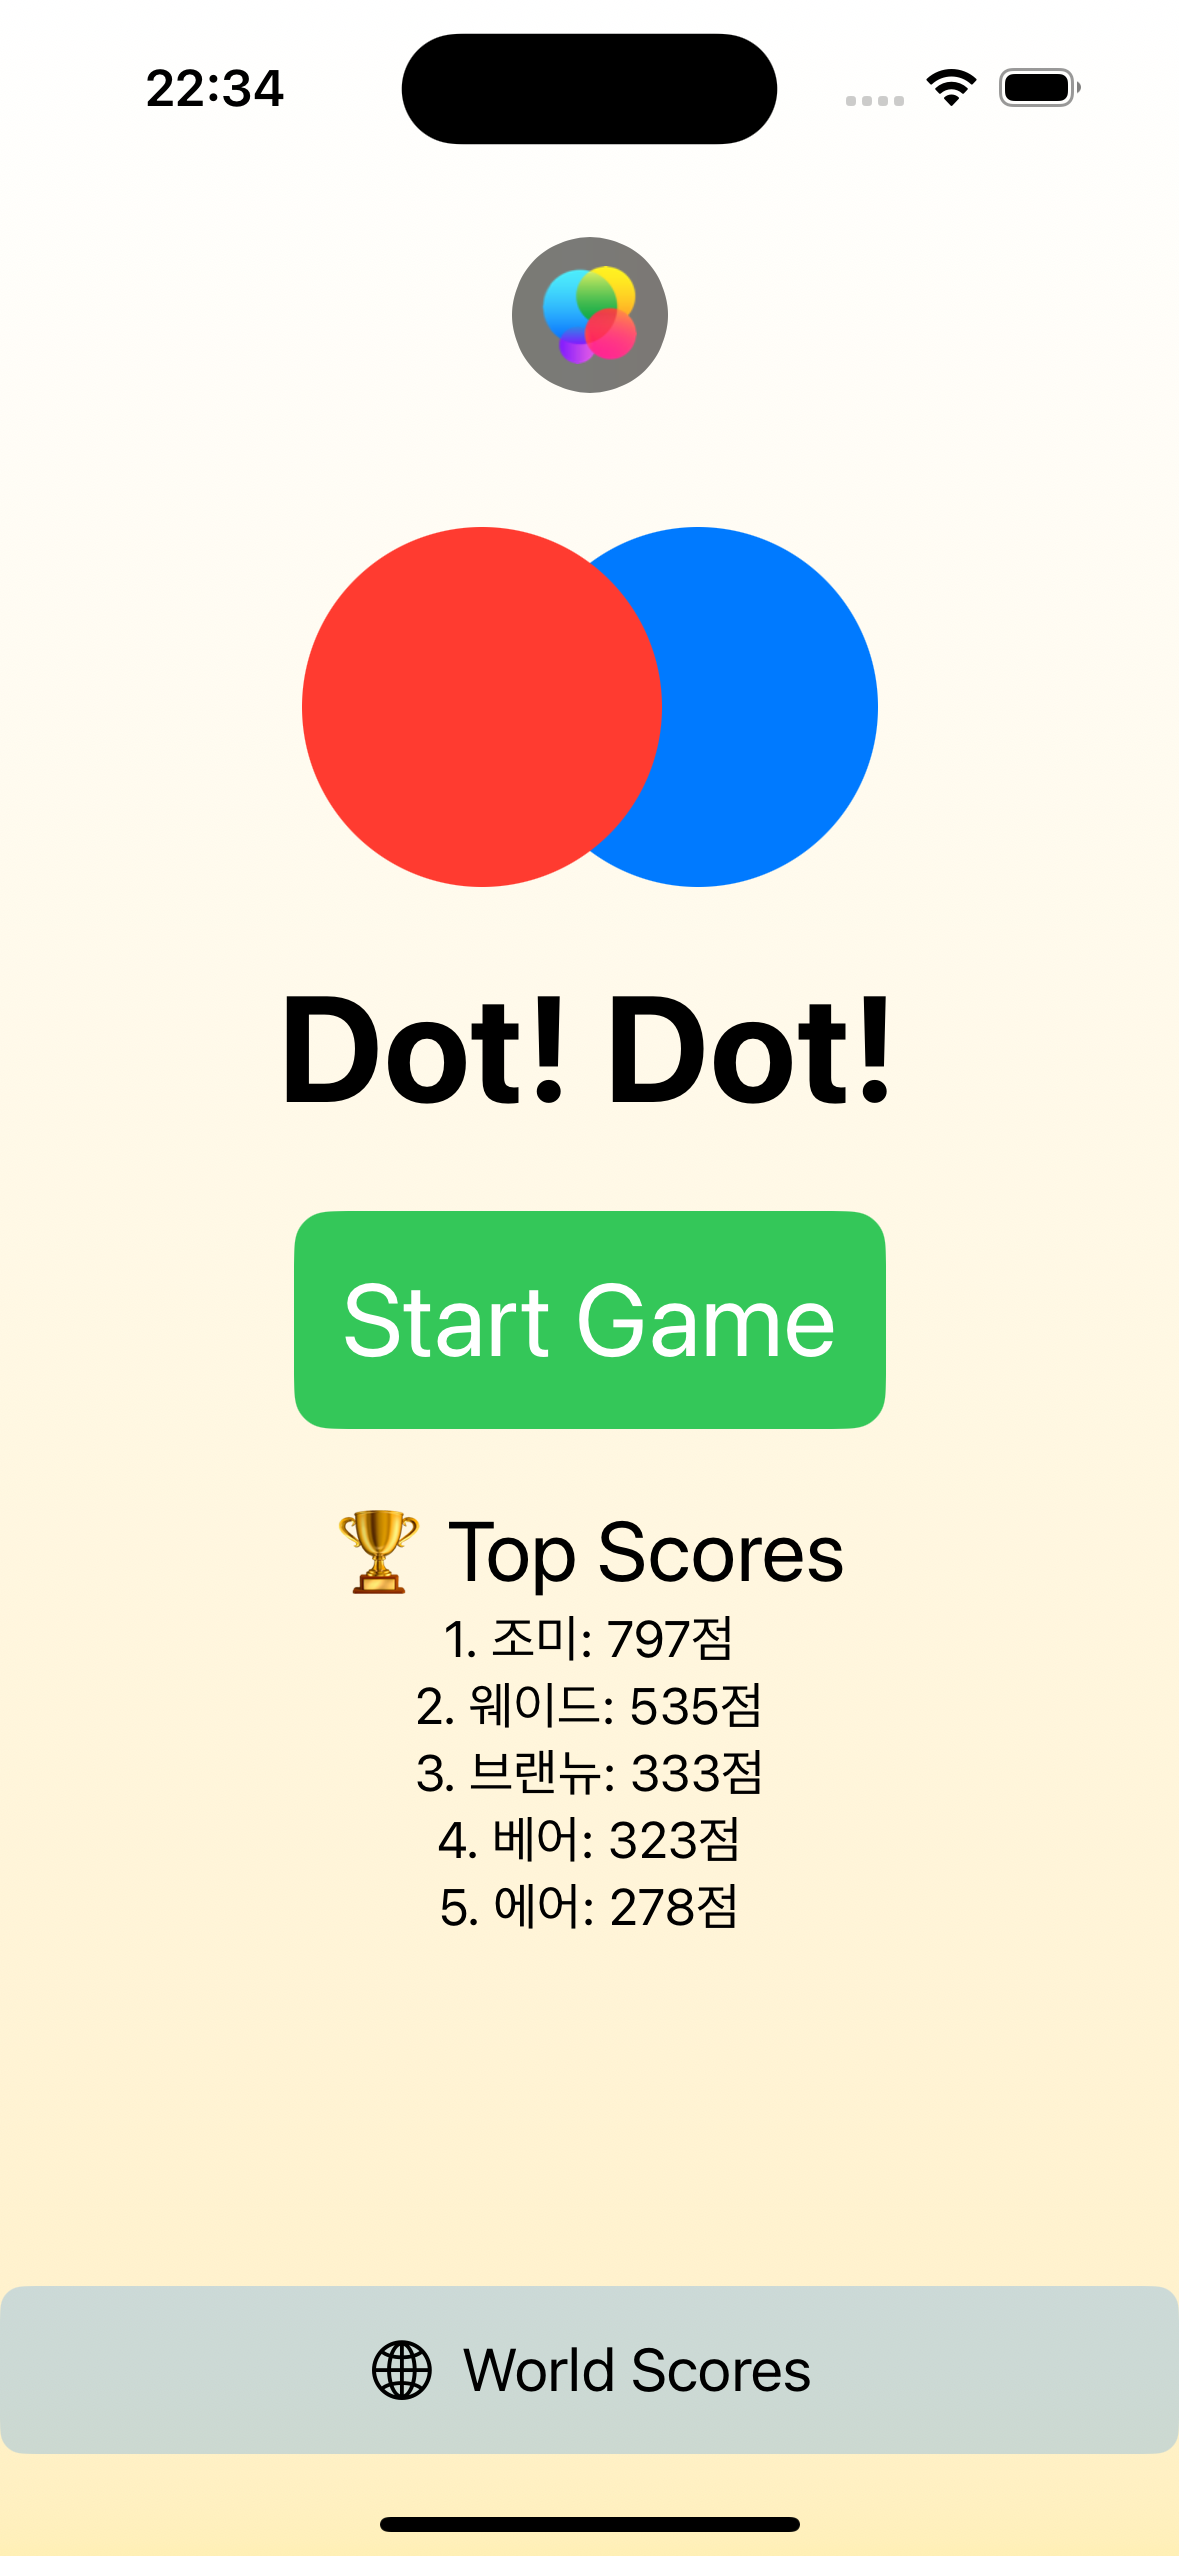 22:34
Dot! Dot!
Start Game
🏆 Top Scores
1. 조미: 797점
2. 웨이드: 535점
3. 브랜뉴: 333점
4. 베어: 323점
5. 에어: 278점
World Scores